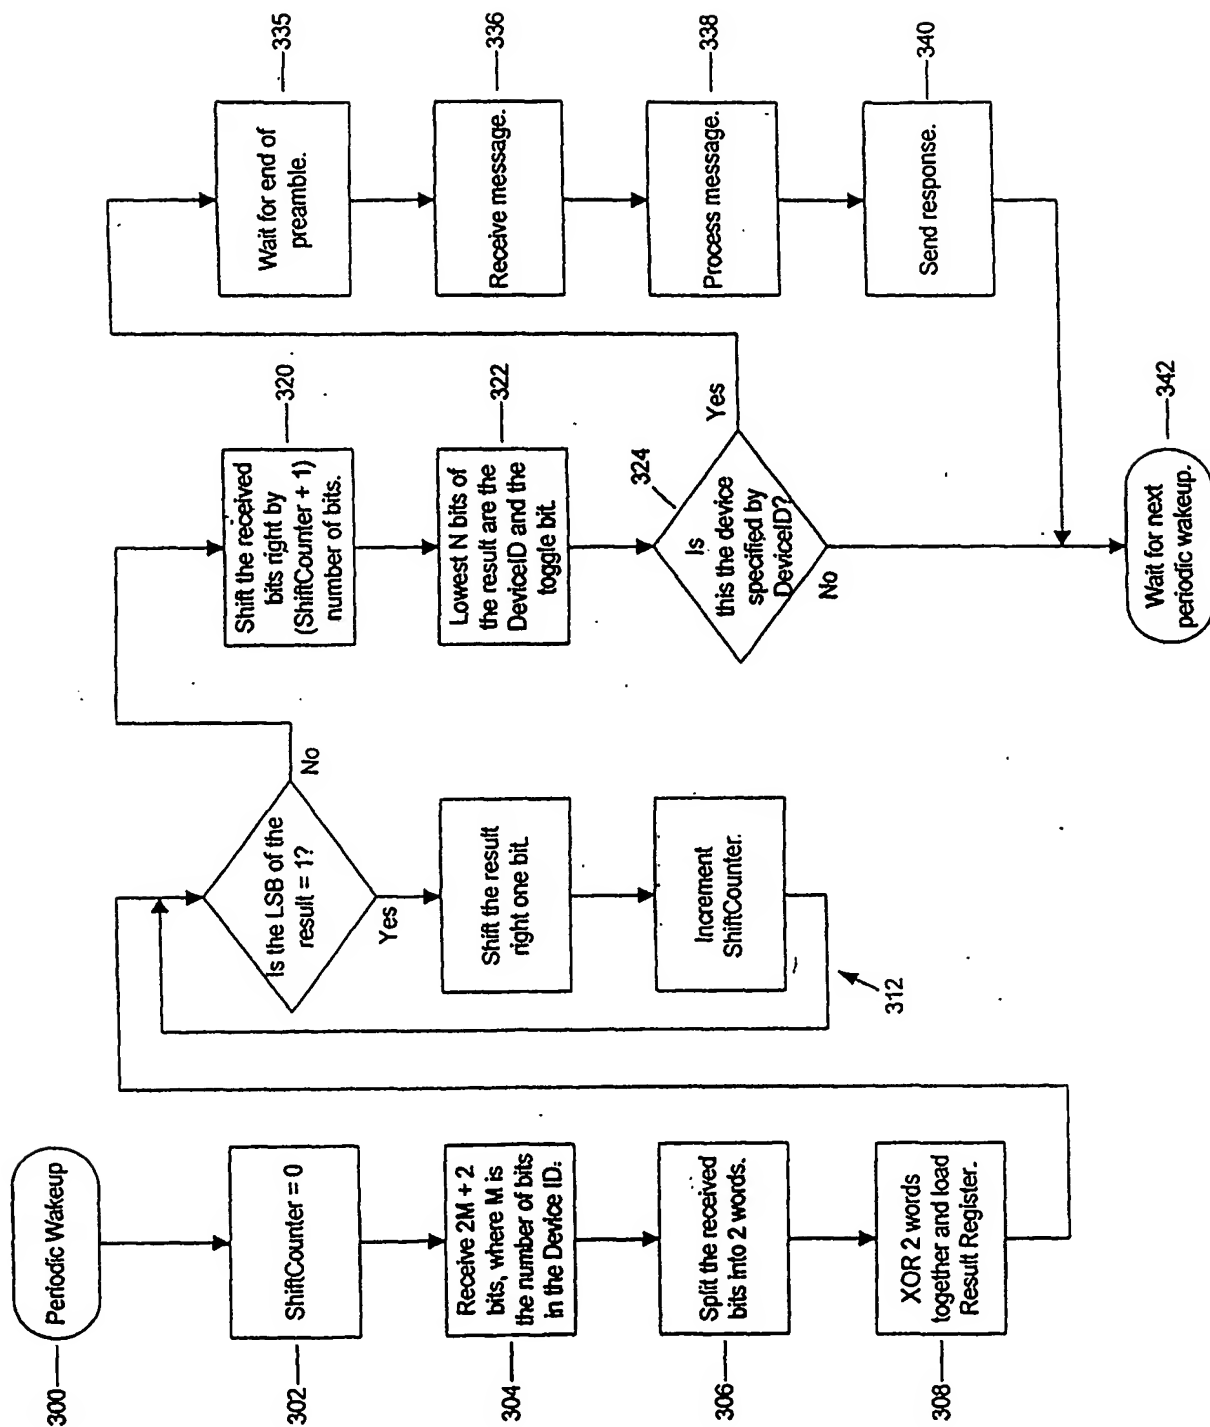 300
Periodic Wakeup
302
ShiftCounter = 0
304
Receive 2M + 2
bits, where M is
the number of bits
in the Device ID.
306
Split the received
bits into 2 words.
308
XOR 2 words
together and load
Result Register.
Is the LSB of the
result = 1?
No
Yes
Shift the result
right one bit.
Increment
ShiftCounter.
312
320
Shift the received
bits right by
(ShiftCounter + 1)
number of bits.
322
Lowest N bits of
the result are the
DeviceID and the
toggle bit.
324
Is
this the device
specified by
DeviceID?
Yes
No
335
Wait for end of
preamble.
336
Receive message.
338
Process message.
340
Send response.
342
Wait for next
periodic wakeup.